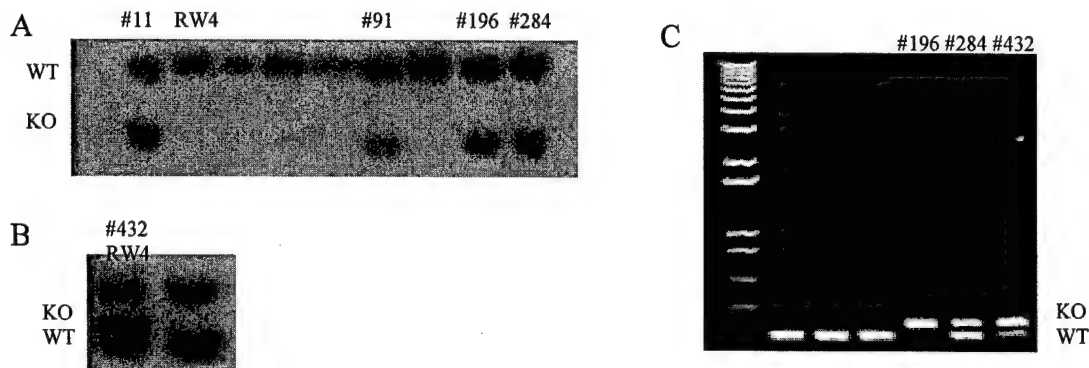 A
#11 RW4 #91 #196 #284
WT
KO
B
#432
RW4
KO
WT
C
#196 #284 #432
KO
WT